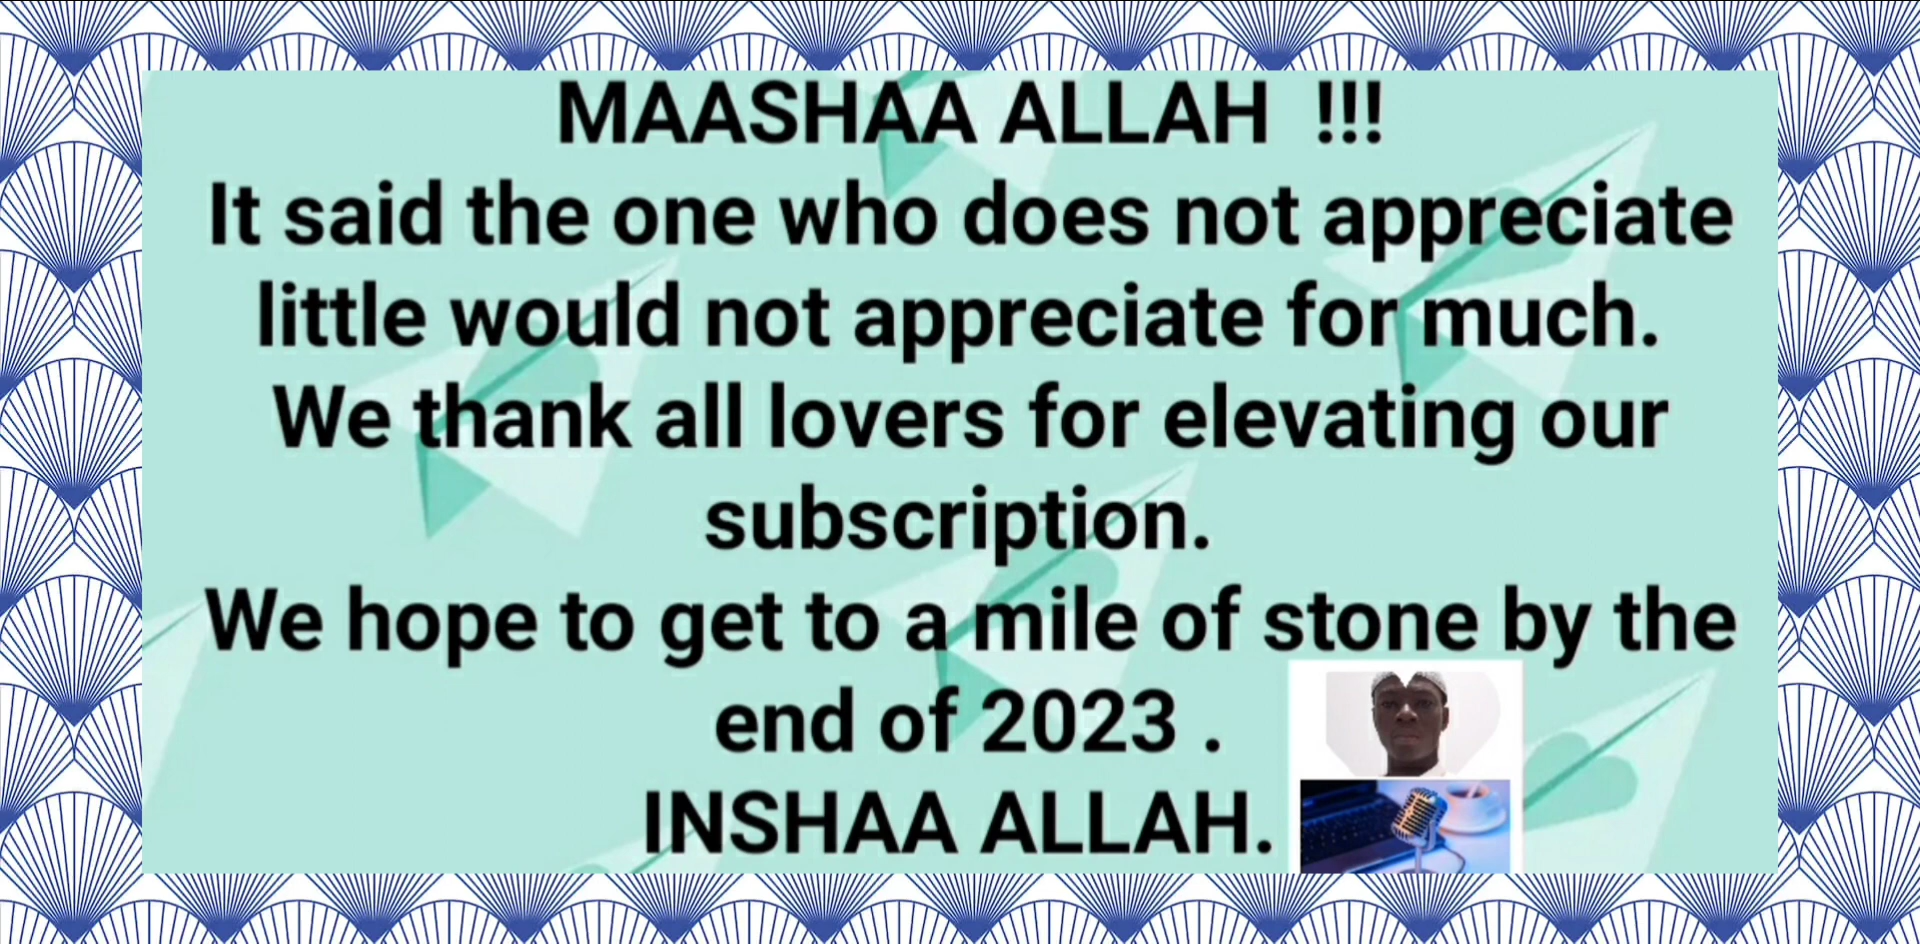 MAASHAA ALLAH !!!
It said the one who does not appreciate
little would not appreciate for much.
We thank all lovers for elevating our
subscription.
We hope to get to a mile of stone by the
end of 2023 .
INSHAA ALLAH.